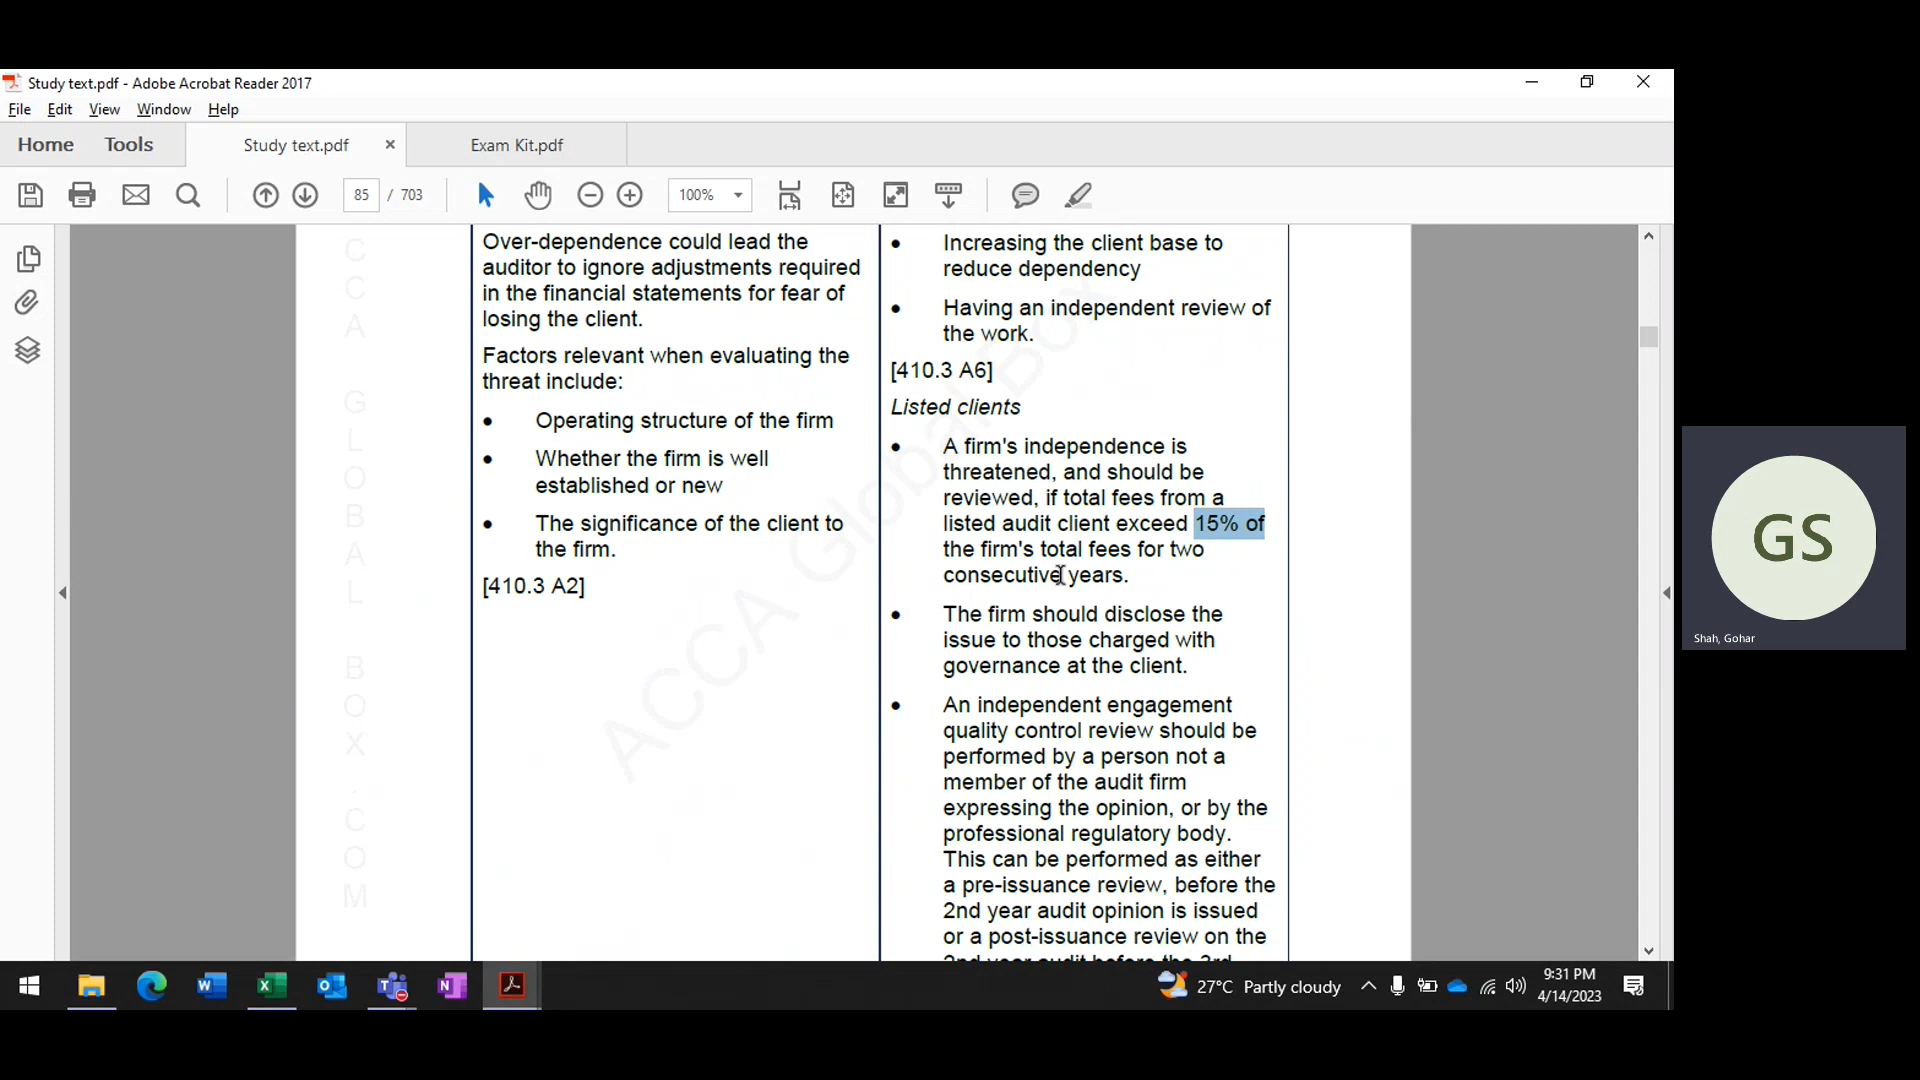 Study text.pdf - Adobe Acrobat Reader 2017
File Edit View Window Help
Home Tools Study text.pdf Exam Kit.pdf
85 / 703 100%
Over-dependence could lead the
auditor to ignore adjustments required
in the financial statements for fear of
losing the client.
Factors relevant when evaluating the
threat include:
• Operating structure of the firm
• Whether the firm is well
established or new
• The significance of the client to
the firm.
[410.3 A2]
• Increasing the client base to
reduce dependency
• Having an independent review of
the work.
[410.3 A6]
Listed clients
• A firm's independence is
threatened, and should be
reviewed, if total fees from a
listed audit client exceed 15% of
the firm's total fees for two
consecutive years.
• The firm should disclose the
issue to those charged with
governance at the client.
• An independent engagement
quality control review should be
performed by a person not a
member of the audit firm
expressing the opinion, or by the
professional regulatory body.
This can be performed as either
a pre-issuance review, before the
2nd year audit opinion is issued
or a post-issuance review on the
2nd year audit before the 3rd
C
C
A
G
L
O
B
A
L
B
O
X
.
C
O
M
ACCA Global Box
GS
Shah, Gohar
27°C Partly cloudy
9:31 PM
4/14/2023